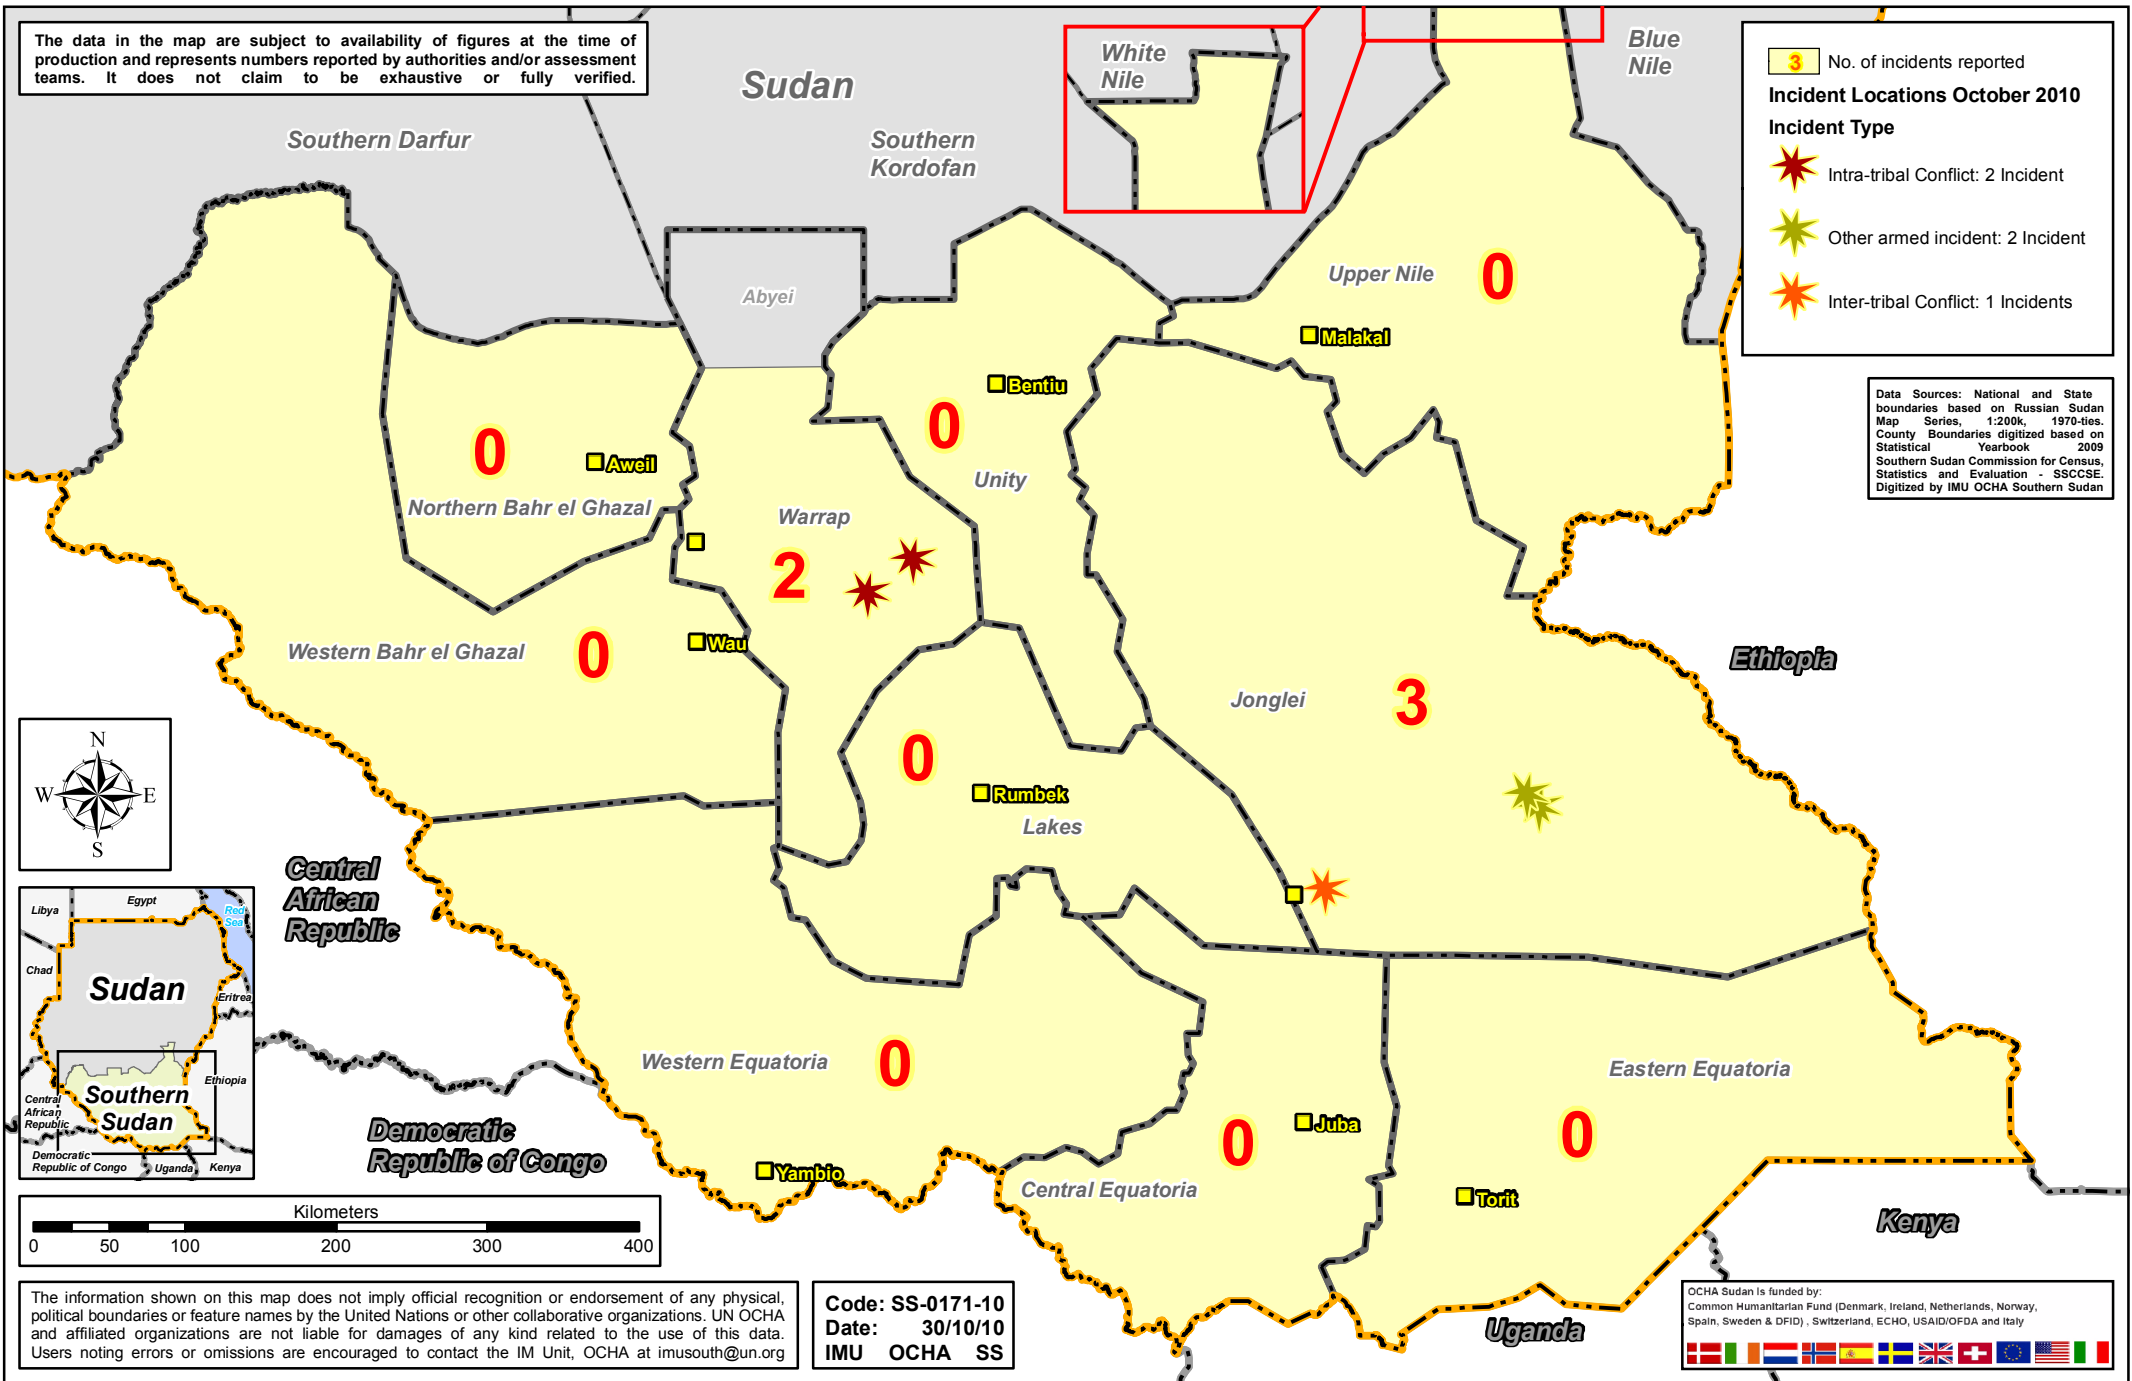 The data in the map are subject to availability of figures at the time of
production and represents numbers reported by authorities and/or assessment
teams. It does not claim to be exhaustive or fully verified.
Sudan
Southern Darfur
Southern
Kordofan
White
Nile
Blue
Nile
3 No. of incidents reported
Incident Locations October 2010
Incident Type
Intra-tribal Conflict: 2 Incident
Other armed incident: 2 Incident
Inter-tribal Conflict: 1 Incidents
Data Sources: National and State
boundaries based on Russian Sudan
Map Series, 1:200k, 1970-ties.
County Boundaries digitized based on
Statistical Yearbook 2009
Southern Sudan Commission for Census,
Statistics and Evaluation - SSCCSE.
Digitized by IMU OCHA Southern Sudan
Abyei
Upper Nile
0
Malakal
Bentiu
0
Unity
0
Aweil
Northern Bahr el Ghazal
Warrap
2
Western Bahr el Ghazal
0
Wau
Ethiopia
Jonglei
3
0
Rumbek
Lakes
N
W E
S
Central
African
Republic
Western Equatoria
0
Eastern Equatoria
0
Juba
0
Central Equatoria
Torit
Yambio
Democratic
Republic of Congo
Kenya
Uganda
Libya
Egypt
Red
Sea
Chad
Sudan
Eritrea
Ethiopia
Southern
Sudan
Central
African
Republic
Democratic
Republic of Congo
Uganda
Kenya
Kilometers
0 50 100 200 300 400
The information shown on this map does not imply official recognition or endorsement of any physical,
political boundaries or feature names by the United Nations or other collaborative organizations. UN OCHA
and affiliated organizations are not liable for damages of any kind related to the use of this data.
Users noting errors or omissions are encouraged to contact the IM Unit, OCHA at imusouth@un.org
Code: SS-0171-10
Date: 30/10/10
IMU OCHA SS
OCHA Sudan is funded by:
Common Humanitarian Fund (Denmark, Ireland, Netherlands, Norway,
Spain, Sweden & DFID) , Switzerland, ECHO, USAID/OFDA and Italy